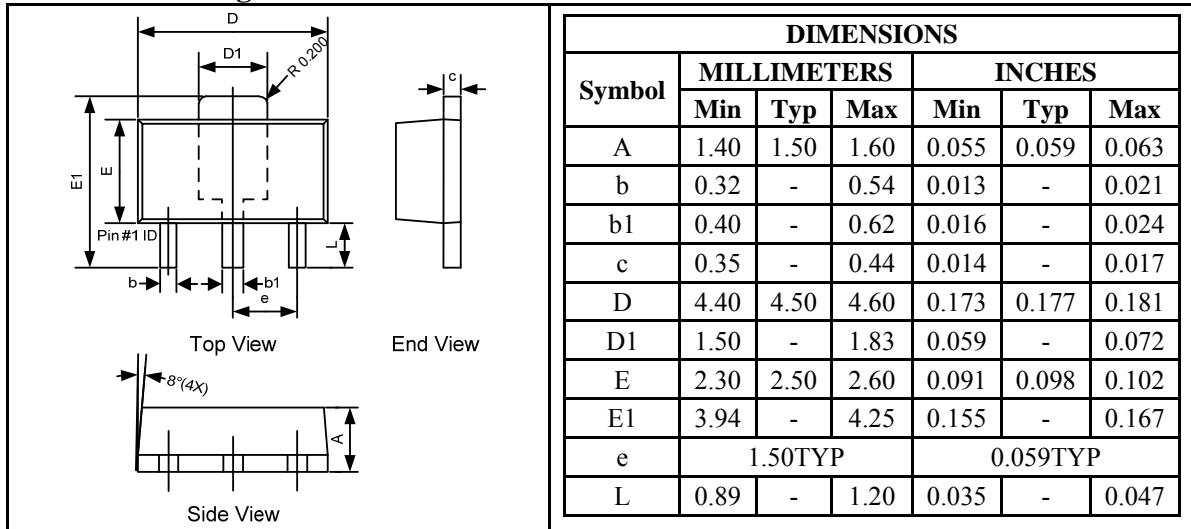 D
D1
R 0.200
c
E1
E
Pin#1 ID
L
b
b1
e
Top View
End View
8°(4X)
A
Side View
DIMENSIONS
Symbol MILLIMETERS INCHES
Min Typ Max Min Typ Max
A 1.40 1.50 1.60 0.055 0.059 0.063
b 0.32 - 0.54 0.013 - 0.021
b1 0.40 - 0.62 0.016 - 0.024
c 0.35 - 0.44 0.014 - 0.017
D 4.40 4.50 4.60 0.173 0.177 0.181
D1 1.50 - 1.83 0.059 - 0.072
E 2.30 2.50 2.60 0.091 0.098 0.102
E1 3.94 - 4.25 0.155 - 0.167
e 1.50TYP 0.059TYP
L 0.89 - 1.20 0.035 - 0.047